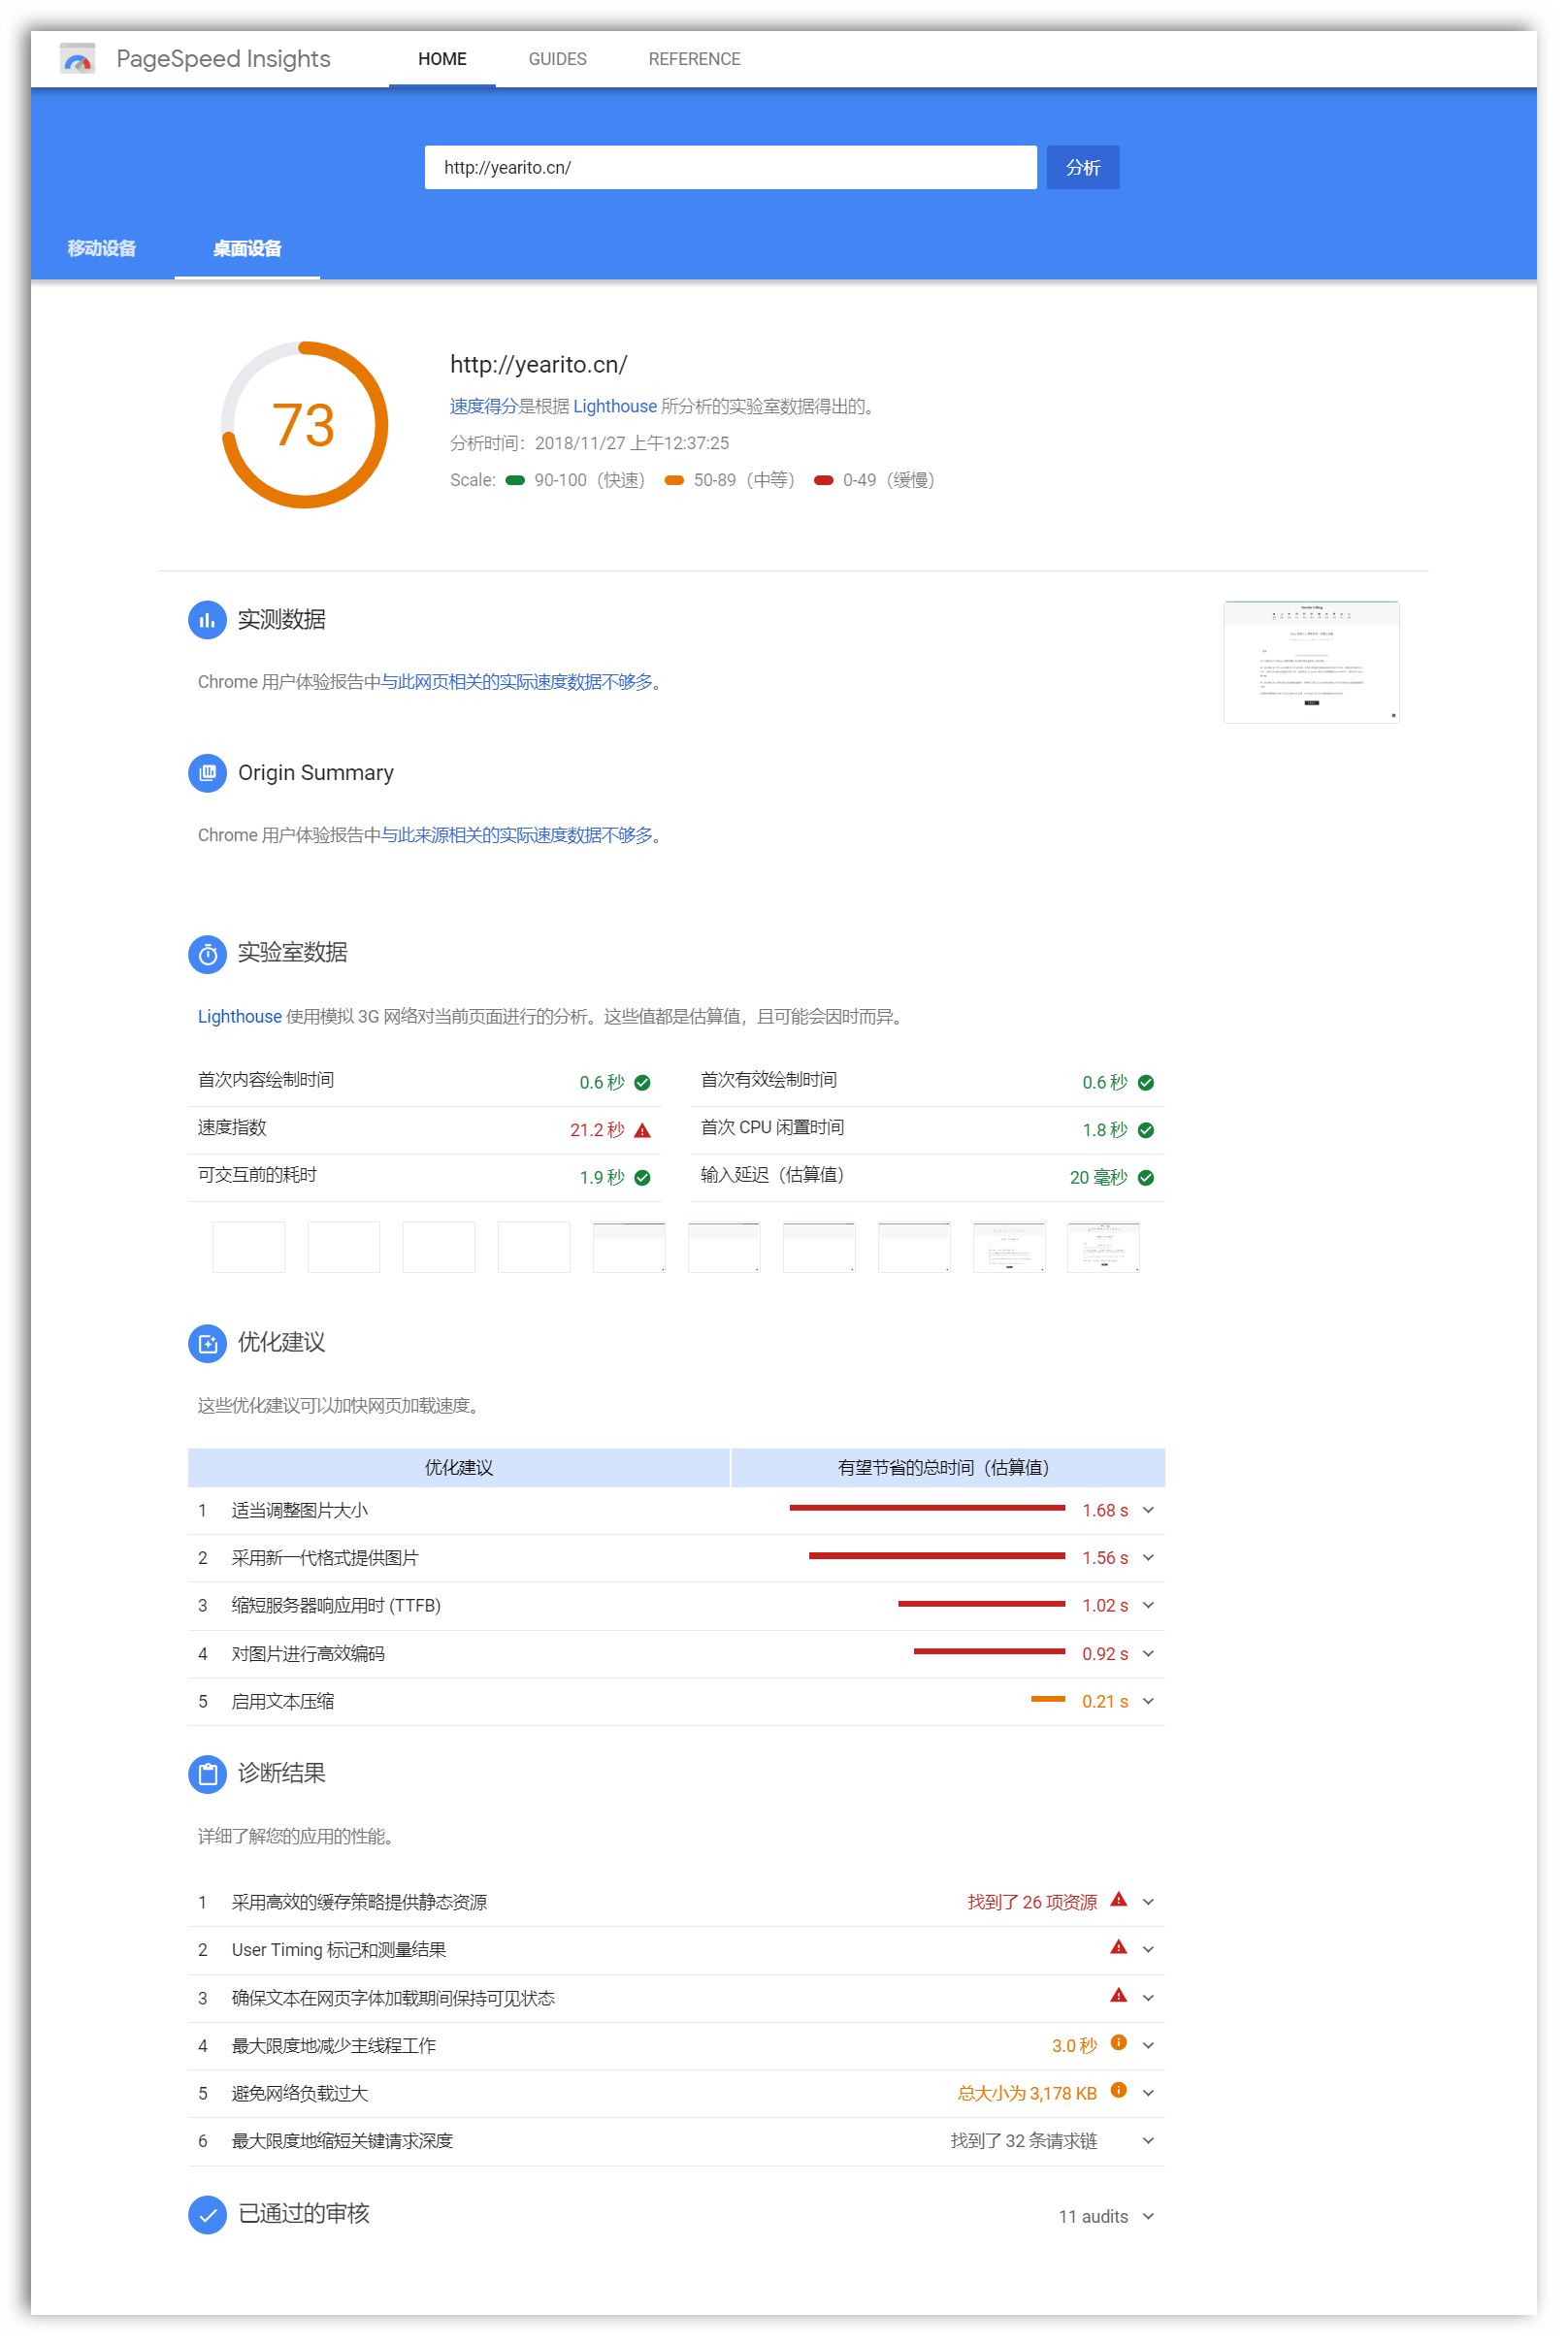 PageSpeed Insights HOME GUIDES REFERENCE
http://yearito.cn/ 分析
移动设备 桌面设备
73
http://yearito.cn/
速度得分是根据 Lighthouse 所分析的实验室数据得出的。
分析时间：2018/11/27 上午12:37:25
Scale: 90-100（快速） 50-89（中等） 0-49（缓慢）
实测数据
Chrome 用户体验报告中与此网页相关的实际速度数据不够多。
Origin Summary
Chrome 用户体验报告中与此来源相关的实际速度数据不够多。
实验室数据
Lighthouse 使用模拟 3G 网络对当前页面进行的分析。这些值都是估算值，且可能会因时而异。
首次内容绘制时间 0.6 秒 首次有效绘制时间 0.6 秒
速度指数 21.2 秒 首次 CPU 闲置时间 1.8 秒
可交互前的耗时 1.9 秒 输入延迟（估算值） 20 毫秒
优化建议
这些优化建议可以加快网页加载速度。
优化建议 有望节省的总时间（估算值）
1 适当调整图片大小 1.68 s
2 采用新一代格式提供图片 1.56 s
3 缩短服务器响应用时 (TTFB) 1.02 s
4 对图片进行高效编码 0.92 s
5 启用文本压缩 0.21 s
诊断结果
详细了解您的应用的性能。
1 采用高效的缓存策略提供静态资源 找到了 26 项资源
2 User Timing 标记和测量结果
3 确保文本在网页字体加载期间保持可见状态
4 最大限度地减少主线程工作 3.0 秒
5 避免网络负载过大 总大小为 3,178 KB
6 最大限度地缩短关键请求深度 找到了 32 条请求链
已通过的审核 11 audits